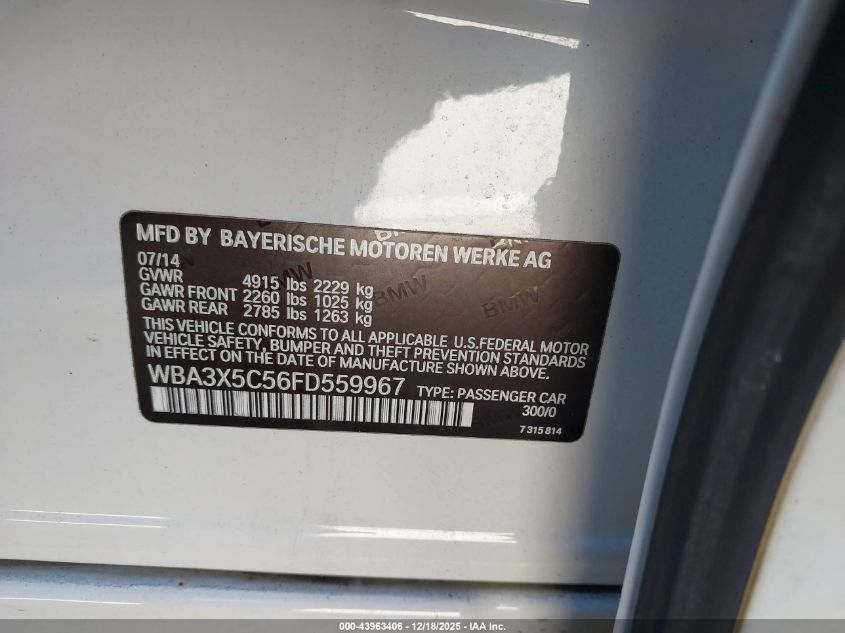 MFD BY BAYERISCHE MOTOREN WERKE AG
07/14
GVWR 4915 lbs 2229 kg
GAWR FRONT 2260 lbs 1025 kg
GAWR REAR 2785 lbs 1263 kg
THIS VEHICLE CONFORMS TO ALL APPLICABLE U.S.FEDERAL MOTOR
VEHICLE SAFETY, BUMPER AND THEFT PREVENTION STANDARDS
IN EFFECT ON THE DATE OF MANUFACTURE SHOWN ABOVE.
WBA3X5C56FD559967 TYPE: PASSENGER CAR
300/0
7 315 814
BMW
BMW
BMW
000-43963406 - 12/18/2025 - IAA Inc.